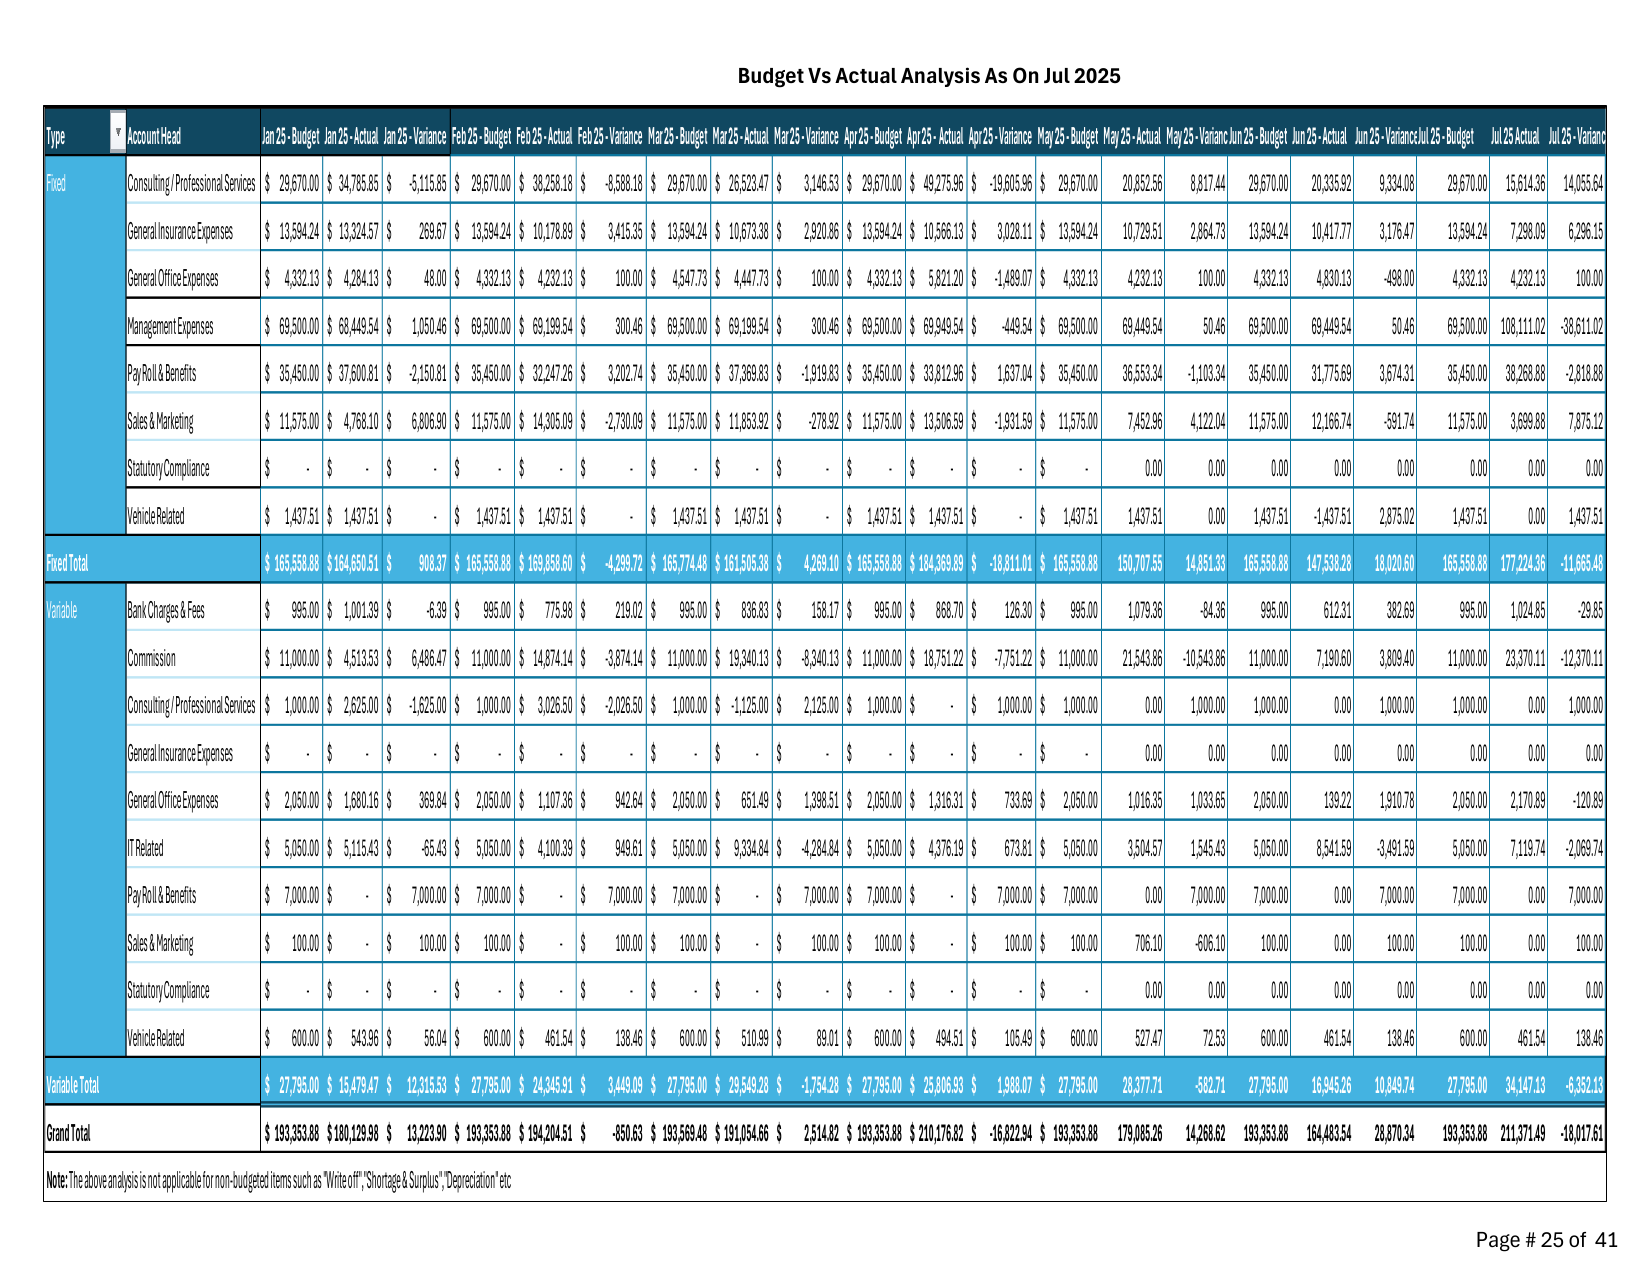 Budget Vs Actual Analysis As On Jul 2025
Type Account Head Jan 25 - Budget Jan 25 - Actual Jan 25 - Variance Feb 25 - Budget Feb 25 - Actual Feb 25 - Variance Mar 25 - Budget Mar 25 - Actual Mar 25 - Variance Apr 25 - Budget Apr 25 - Actual Apr 25 - Variance May 25 - Budget May 25 - Actual May 25 - Varianc Jun 25 - Budget Jun 25 - Actual Jun 25 - Variance Jul 25 - Budget Jul 25 Actual Jul 25 - Varianc
Fixed Consulting / Professional Services $ 29,670.00 $ 34,785.85 $ -5,115.85 $ 29,670.00 $ 38,258.18 $ -8,588.18 $ 29,670.00 $ 26,523.47 $ 3,146.53 $ 29,670.00 $ 49,275.96 $ -19,605.96 $ 29,670.00 20,852.56 8,817.44 29,670.00 20,335.92 9,334.08 29,670.00 15,614.36 14,055.64
General Insurance Expenses $ 13,594.24 $ 13,324.57 $ 269.67 $ 13,594.24 $ 10,178.89 $ 3,415.35 $ 13,594.24 $ 10,673.38 $ 2,920.86 $ 13,594.24 $ 10,566.13 $ 3,028.11 $ 13,594.24 10,729.51 2,864.73 13,594.24 10,417.77 3,176.47 13,594.24 7,298.09 6,296.15
General Office Expenses $ 4,332.13 $ 4,284.13 $ 48.00 $ 4,332.13 $ 4,232.13 $ 100.00 $ 4,547.73 $ 4,447.73 $ 100.00 $ 4,332.13 $ 5,821.20 $ -1,489.07 $ 4,332.13 4,232.13 100.00 4,332.13 4,830.13 -498.00 4,332.13 4,232.13 100.00
Management Expenses $ 69,500.00 $ 68,449.54 $ 1,050.46 $ 69,500.00 $ 69,199.54 $ 300.46 $ 69,500.00 $ 69,199.54 $ 300.46 $ 69,500.00 $ 69,949.54 $ -449.54 $ 69,500.00 69,449.54 50.46 69,500.00 69,449.54 50.46 69,500.00 108,111.02 -38,611.02
Pay Roll & Benefits $ 35,450.00 $ 37,600.81 $ -2,150.81 $ 35,450.00 $ 32,247.26 $ 3,202.74 $ 35,450.00 $ 37,369.83 $ -1,919.83 $ 35,450.00 $ 33,812.96 $ 1,637.04 $ 35,450.00 36,553.34 -1,103.34 35,450.00 31,775.69 3,674.31 35,450.00 38,268.88 -2,818.88
Sales & Marketing $ 11,575.00 $ 4,768.10 $ 6,806.90 $ 11,575.00 $ 14,305.09 $ -2,730.09 $ 11,575.00 $ 11,853.92 $ -278.92 $ 11,575.00 $ 13,506.59 $ -1,931.59 $ 11,575.00 7,452.96 4,122.04 11,575.00 12,166.74 -591.74 11,575.00 3,699.88 7,875.12
Statutory Compliance $ - $ - $ - $ - $ - $ - $ - $ - $ - $ - $ - $ - $ - 0.00 0.00 0.00 0.00 0.00 0.00 0.00 0.00
Vehicle Related $ 1,437.51 $ 1,437.51 $ - $ 1,437.51 $ 1,437.51 $ - $ 1,437.51 $ 1,437.51 $ - $ 1,437.51 $ 1,437.51 $ - $ 1,437.51 1,437.51 0.00 1,437.51 -1,437.51 2,875.02 1,437.51 0.00 1,437.51
Fixed Total $ 165,558.88 $ 164,650.51 $ 908.37 $ 165,558.88 $ 169,858.60 $ -4,299.72 $ 165,774.48 $ 161,505.38 $ 4,269.10 $ 165,558.88 $ 184,369.89 $ -18,811.01 $ 165,558.88 150,707.55 14,851.33 165,558.88 147,538.28 18,020.60 165,558.88 177,224.36 -11,665.48
Variable Bank Charges & Fees $ 995.00 $ 1,001.39 $ -6.39 $ 995.00 $ 775.98 $ 219.02 $ 995.00 $ 836.83 $ 158.17 $ 995.00 $ 868.70 $ 126.30 $ 995.00 1,079.36 -84.36 995.00 612.31 382.69 995.00 1,024.85 -29.85
Commission $ 11,000.00 $ 4,513.53 $ 6,486.47 $ 11,000.00 $ 14,874.14 $ -3,874.14 $ 11,000.00 $ 19,340.13 $ -8,340.13 $ 11,000.00 $ 18,751.22 $ -7,751.22 $ 11,000.00 21,543.86 -10,543.86 11,000.00 7,190.60 3,809.40 11,000.00 23,370.11 -12,370.11
Consulting / Professional Services $ 1,000.00 $ 2,625.00 $ -1,625.00 $ 1,000.00 $ 3,026.50 $ -2,026.50 $ 1,000.00 $ -1,125.00 $ 2,125.00 $ 1,000.00 $ - $ 1,000.00 $ 1,000.00 0.00 1,000.00 1,000.00 0.00 1,000.00 1,000.00 0.00 1,000.00
General Insurance Expenses $ - $ - $ - $ - $ - $ - $ - $ - $ - $ - $ - $ - $ - 0.00 0.00 0.00 0.00 0.00 0.00 0.00 0.00
General Office Expenses $ 2,050.00 $ 1,680.16 $ 369.84 $ 2,050.00 $ 1,107.36 $ 942.64 $ 2,050.00 $ 651.49 $ 1,398.51 $ 2,050.00 $ 1,316.31 $ 733.69 $ 2,050.00 1,016.35 1,033.65 2,050.00 139.22 1,910.78 2,050.00 2,170.89 -120.89
IT Related $ 5,050.00 $ 5,115.43 $ -65.43 $ 5,050.00 $ 4,100.39 $ 949.61 $ 5,050.00 $ 9,334.84 $ -4,284.84 $ 5,050.00 $ 4,376.19 $ 673.81 $ 5,050.00 3,504.57 1,545.43 5,050.00 8,541.59 -3,491.59 5,050.00 7,119.74 -2,069.74
Pay Roll & Benefits $ 7,000.00 $ - $ 7,000.00 $ 7,000.00 $ - $ 7,000.00 $ 7,000.00 $ - $ 7,000.00 $ 7,000.00 $ - $ 7,000.00 $ 7,000.00 0.00 7,000.00 7,000.00 0.00 7,000.00 7,000.00 0.00 7,000.00
Sales & Marketing $ 100.00 $ - $ 100.00 $ 100.00 $ - $ 100.00 $ 100.00 $ - $ 100.00 $ 100.00 $ - $ 100.00 $ 100.00 706.10 -606.10 100.00 0.00 100.00 100.00 0.00 100.00
Statutory Compliance $ - $ - $ - $ - $ - $ - $ - $ - $ - $ - $ - $ - $ - 0.00 0.00 0.00 0.00 0.00 0.00 0.00 0.00
Vehicle Related $ 600.00 $ 543.96 $ 56.04 $ 600.00 $ 461.54 $ 138.46 $ 600.00 $ 510.99 $ 89.01 $ 600.00 $ 494.51 $ 105.49 $ 600.00 527.47 72.53 600.00 461.54 138.46 600.00 461.54 138.46
Variable Total $ 27,795.00 $ 15,479.47 $ 12,315.53 $ 27,795.00 $ 24,345.91 $ 3,449.09 $ 27,795.00 $ 29,549.28 $ -1,754.28 $ 27,795.00 $ 25,806.93 $ 1,988.07 $ 27,795.00 28,377.71 -582.71 27,795.00 16,945.26 10,849.74 27,795.00 34,147.13 -6,352.13
Grand Total $ 193,353.88 $ 180,129.98 $ 13,223.90 $ 193,353.88 $ 194,204.51 $ -850.63 $ 193,569.48 $ 191,054.66 $ 2,514.82 $ 193,353.88 $ 210,176.82 $ -16,822.94 $ 193,353.88 179,085.26 14,268.62 193,353.88 164,483.54 28,870.34 193,353.88 211,371.49 -18,017.61
Note: The above analysis is not applicable for non-budgeted items such as "Write off","Shortage & Surplus","Depreciation" etc
Page # 25 of 41